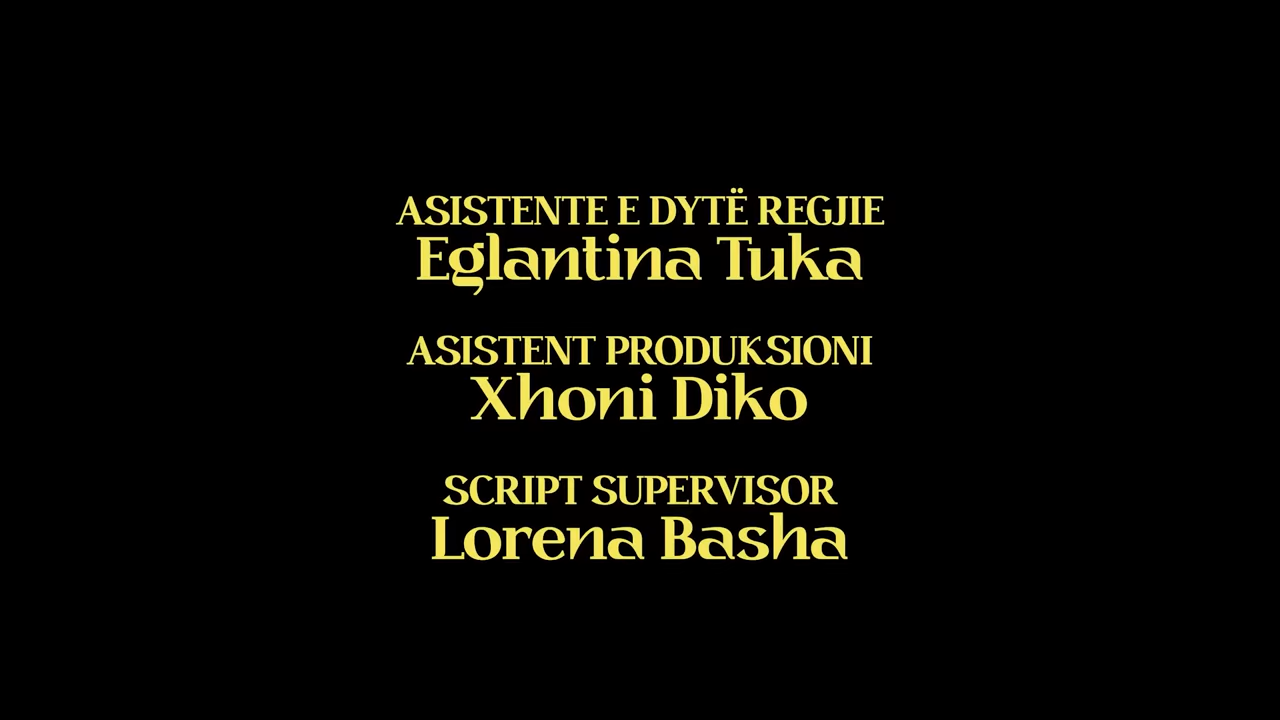 ASISTENTE E DYTË REGJIE
Eglantina Tuka
ASISTENT PRODUKSIONI
Xhoni Diko
SCRIPT SUPERVISOR
Lorena Basha